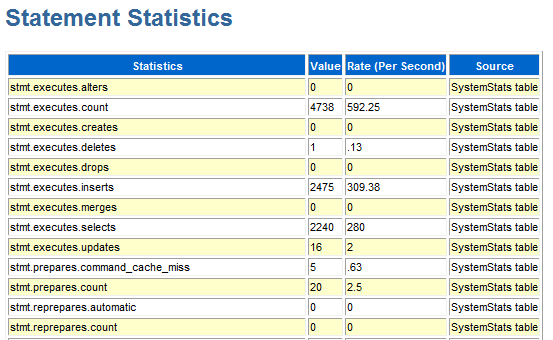 Statement Statistics
Statistics Value Rate (Per Second) Source
stmt.executes.alters 0 0 SystemStats table
stmt.executes.count 4738 592.25 SystemStats table
stmt.executes.creates 0 0 SystemStats table
stmt.executes.deletes 1 .13 SystemStats table
stmt.executes.drops 0 0 SystemStats table
stmt.executes.inserts 2475 309.38 SystemStats table
stmt.executes.merges 0 0 SystemStats table
stmt.executes.selects 2240 280 SystemStats table
stmt.executes.updates 16 2 SystemStats table
stmt.prepares.command_cache_miss 5 .63 SystemStats table
stmt.prepares.count 20 2.5 SystemStats table
stmt.reprepares.automatic 0 0 SystemStats table
stmt.reprepares.count 0 0 SystemStats table